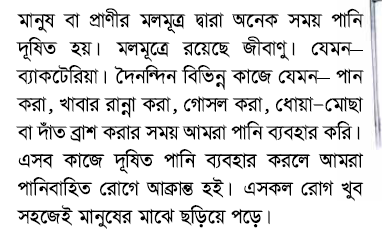 মানুষ বা প্রাণীর মলমূত্র দ্বারা অনেক সময় পানি
দূষিত হয়। মলমূত্রে রয়েছে জীবাণু। যেমন—
ব্যাকটেরিয়া। দৈনন্দিন বিভিন্ন কাজে যেমন— পান
করা, খাবার রান্না করা, গোসল করা, ধোয়া-মোছা
বা দাঁত ব্রাশ করার সময় আমরা পানি ব্যবহার করি।
এসব কাজে দূষিত পানি ব্যবহার করলে আমরা
পানিবাহিত রোগে আক্রান্ত হই। এসকল রোগ খুব
সহজেই মানুষের মাঝে ছড়িয়ে পড়ে।